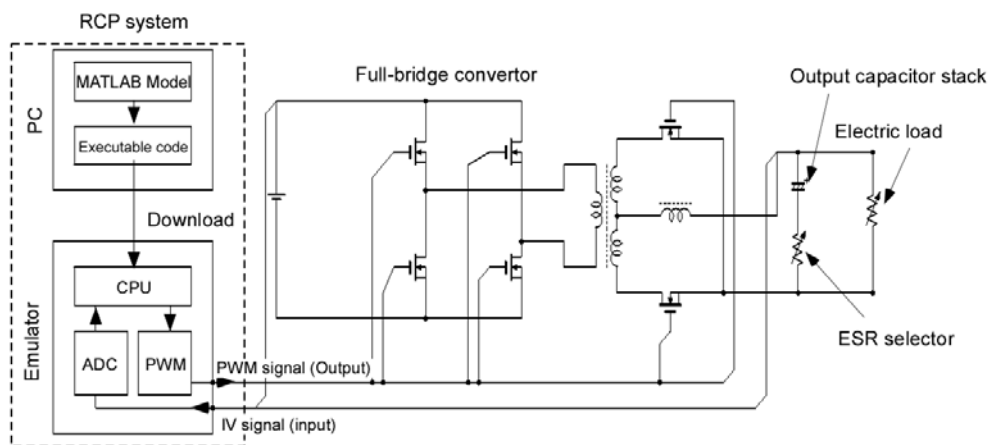 RCP system
PC
MATLAB Model
Executable code
Download
Emulator
CPU
ADC
PWM
PWM signal (Output)
IV signal (input)
Full-bridge convertor
Output capacitor stack
Electric load
ESR selector